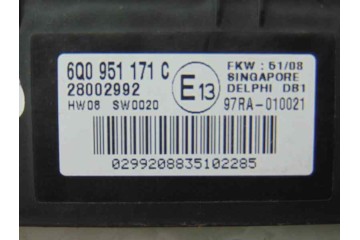 6Q0 951 171 C
28002992
HW08 SW0020
E13
FKW : 51/08
SINGAPORE
DELPHI DB1
97RA-010021
0299208835102285